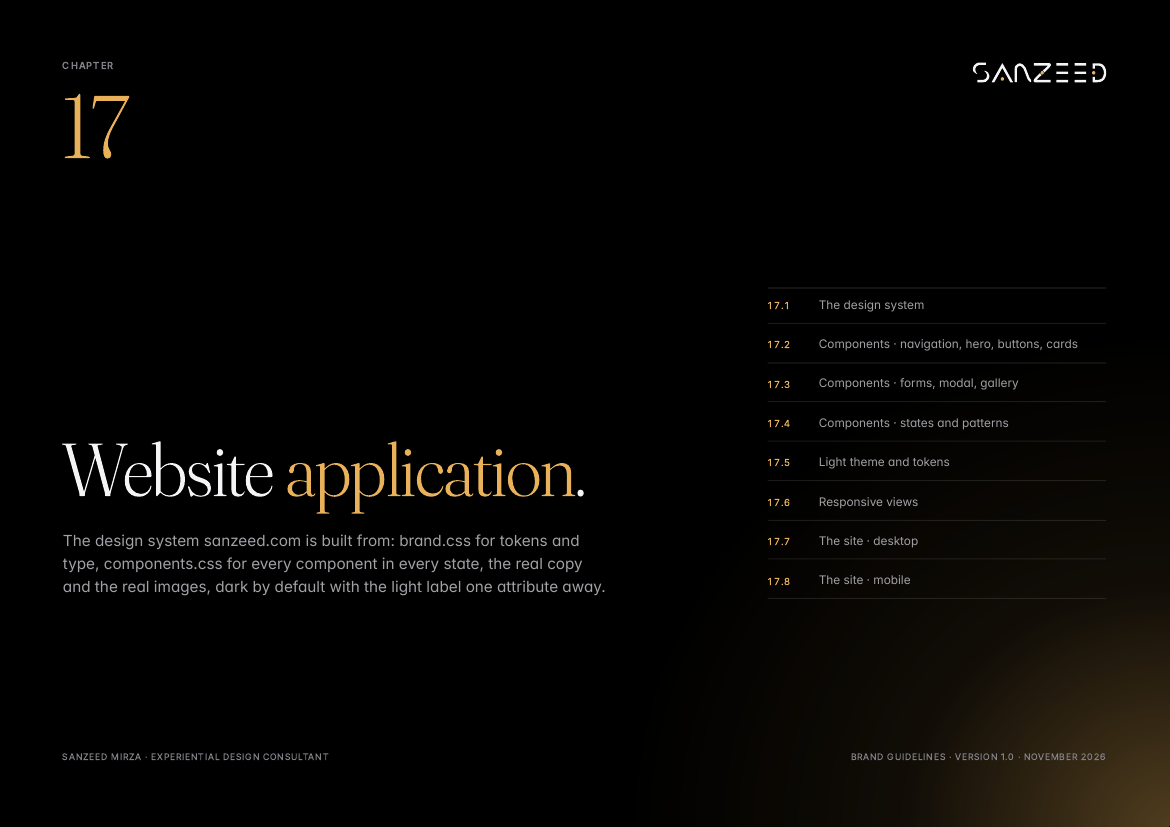 CHAPTER
SANZEED
17
17.1 The design system
17.2 Components · navigation, hero, buttons, cards
17.3 Components · forms, modal, gallery
17.4 Components · states and patterns
17.5 Light theme and tokens
17.6 Responsive views
17.7 The site · desktop
17.8 The site · mobile
Website application.
The design system sanzeed.com is built from: brand.css for tokens and
type, components.css for every component in every state, the real copy
and the real images, dark by default with the light label one attribute away.
SANZEED MIRZA · EXPERIENTIAL DESIGN CONSULTANT
BRAND GUIDELINES · VERSION 1.0 · NOVEMBER 2026